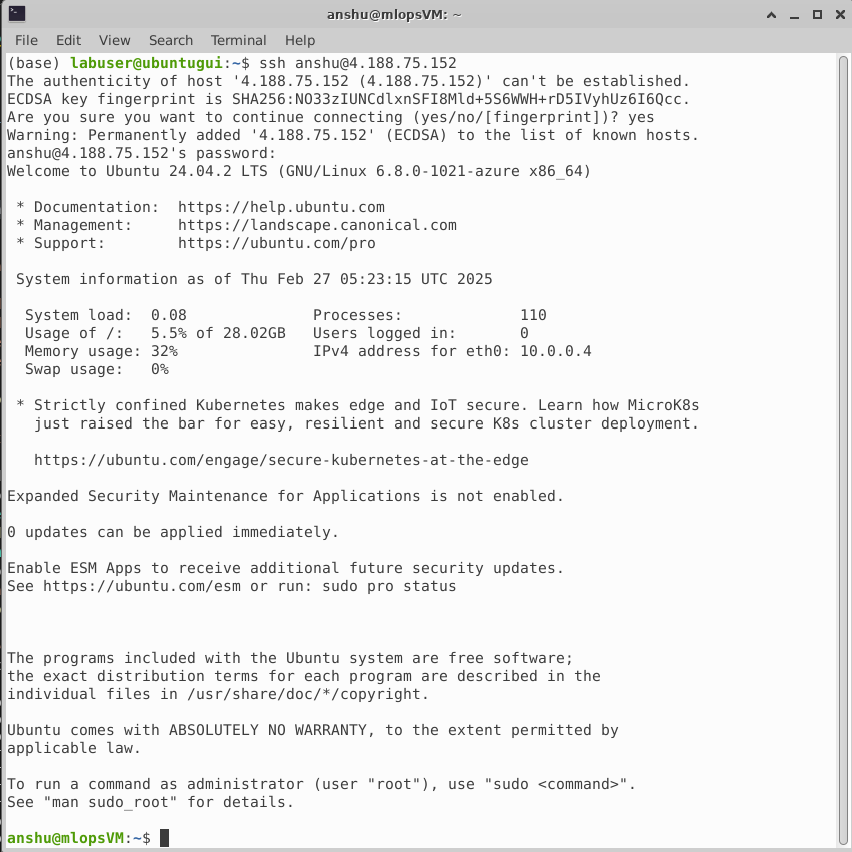 anshu@mlopsVM: ~
File Edit View Search Terminal Help
(base) labuser@ubuntugui:~$ ssh anshu@4.188.75.152
The authenticity of host '4.188.75.152 (4.188.75.152)' can't be established.
ECDSA key fingerprint is SHA256:NO33zIUNCdlxnSFI8Mld+5S6WWH+rD5IVyhUz6I6Qcc.
Are you sure you want to continue connecting (yes/no/[fingerprint])? yes
Warning: Permanently added '4.188.75.152' (ECDSA) to the list of known hosts.
anshu@4.188.75.152's password:
Welcome to Ubuntu 24.04.2 LTS (GNU/Linux 6.8.0-1021-azure x86_64)
 * Documentation:  https://help.ubuntu.com
 * Management:     https://landscape.canonical.com
 * Support:        https://ubuntu.com/pro
 System information as of Thu Feb 27 05:23:15 UTC 2025
  System load:  0.08              Processes:             110
  Usage of /:   5.5% of 28.02GB   Users logged in:       0
  Memory usage: 32%               IPv4 address for eth0: 10.0.0.4
  Swap usage:   0%
 * Strictly confined Kubernetes makes edge and IoT secure. Learn how MicroK8s
   just raised the bar for easy, resilient and secure K8s cluster deployment.
   https://ubuntu.com/engage/secure-kubernetes-at-the-edge
Expanded Security Maintenance for Applications is not enabled.
0 updates can be applied immediately.
Enable ESM Apps to receive additional future security updates.
See https://ubuntu.com/esm or run: sudo pro status
The programs included with the Ubuntu system are free software;
the exact distribution terms for each program are described in the
individual files in /usr/share/doc/*/copyright.
Ubuntu comes with ABSOLUTELY NO WARRANTY, to the extent permitted by
applicable law.
To run a command as administrator (user "root"), use "sudo <command>".
See "man sudo_root" for details.
anshu@mlopsVM:~$